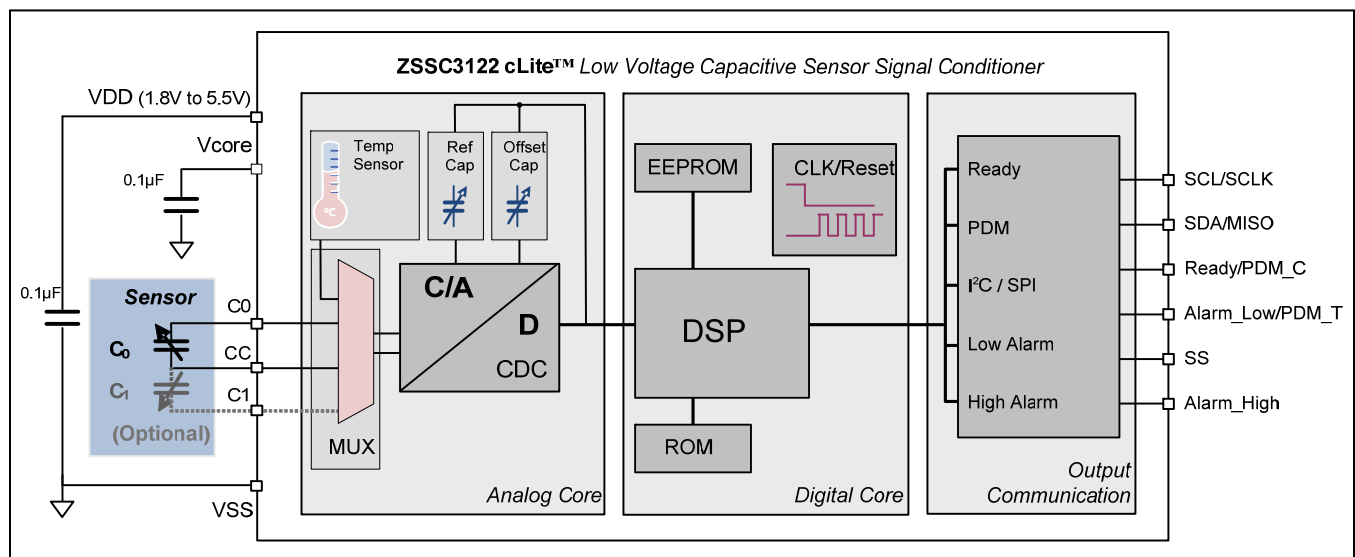 ZSSC3122 cLite™ Low Voltage Capacitive Sensor Signal Conditioner
VDD (1.8V to 5.5V)
Vcore
0.1µF
0.1µF
Sensor
C0
C0
CC
C1
C1
(Optional)
VSS
Temp
Sensor
ºC
Ref
Cap
Offset
Cap
C/A
D
CDC
MUX
Analog Core
EEPROM
CLK/Reset
DSP
ROM
Digital Core
Ready
PDM
I²C / SPI
Low Alarm
High Alarm
Output
Communication
SCL/SCLK
SDA/MISO
Ready/PDM_C
Alarm_Low/PDM_T
SS
Alarm_High